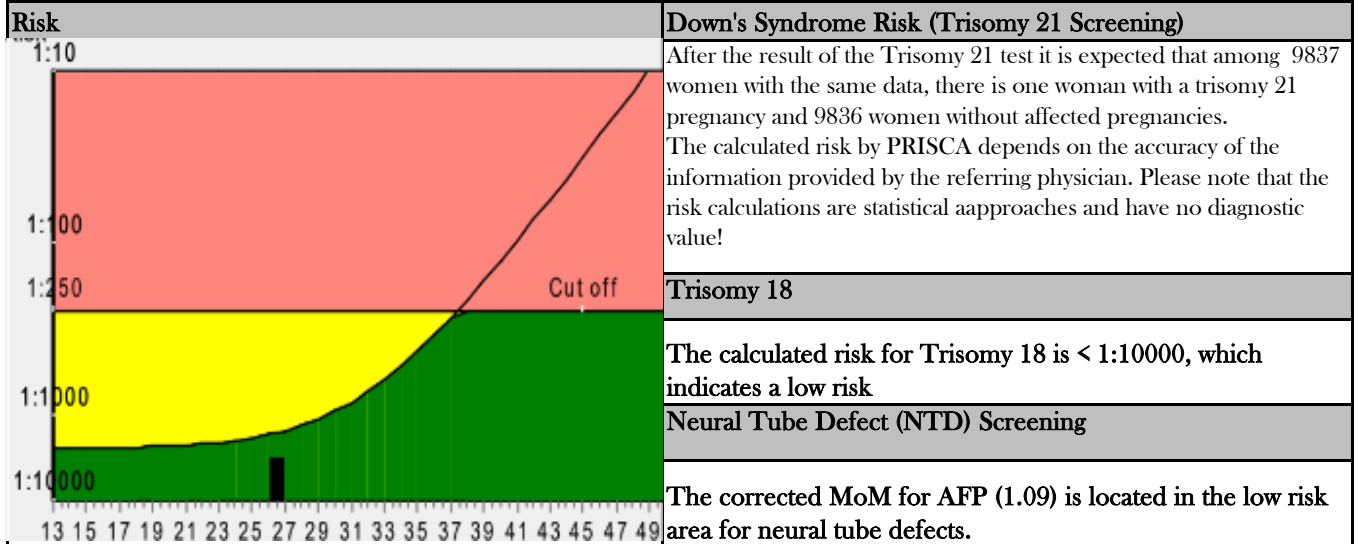 Risk
1:10
1:100
1:250
Cut off
1:1000
1:10000
13 15 17 19 21 23 25 27 29 31 33 35 37 39 41 43 45 47 49
Down's Syndrome Risk (Trisomy 21 Screening)
After the result of the Trisomy 21 test it is expected that among 9837
women with the same data, there is one woman with a trisomy 21
pregnancy and 9836 women without affected pregnancies.
The calculated risk by PRISCA depends on the accuracy of the
information provided by the referring physician. Please note that the
risk calculations are statistical aapproaches and have no diagnostic
value!
Trisomy 18
The calculated risk for Trisomy 18 is < 1:10000, which
indicates a low risk
Neural Tube Defect (NTD) Screening
The corrected MoM for AFP (1.09) is located in the low risk
area for neural tube defects.